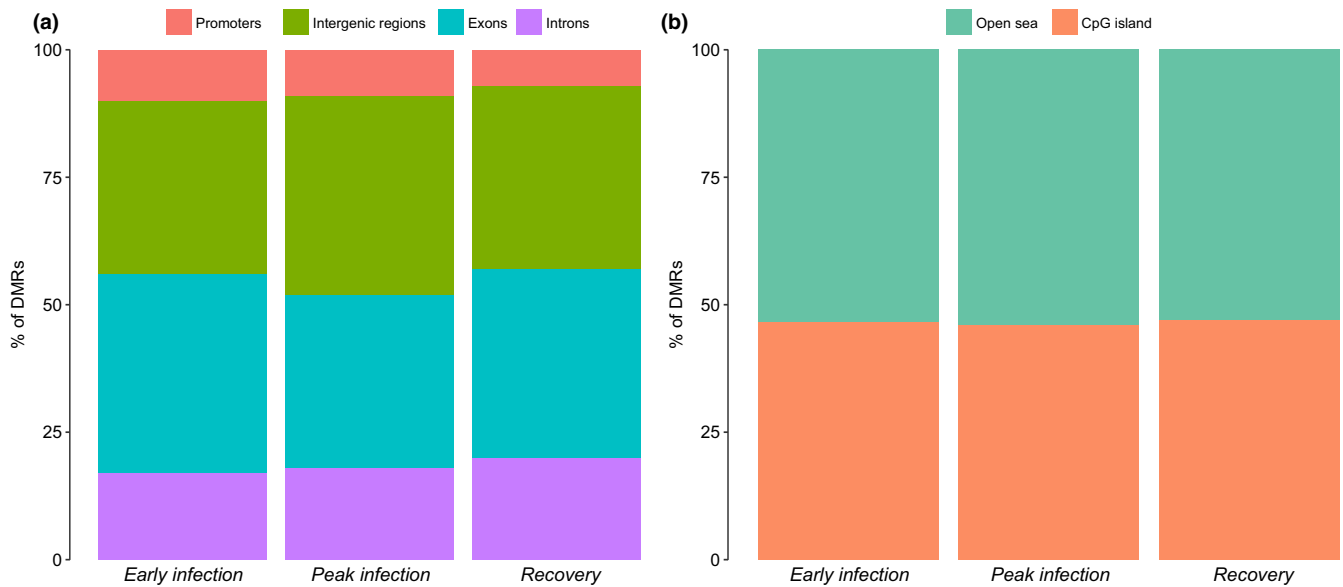 (a) Promoters Intergenic regions Exons Introns
100
75
50
25
0
% of DMRs
Early infection Peak infection Recovery
(b) Open sea CpG island
100
75
50
25
0
% of DMRs
Early infection Peak infection Recovery